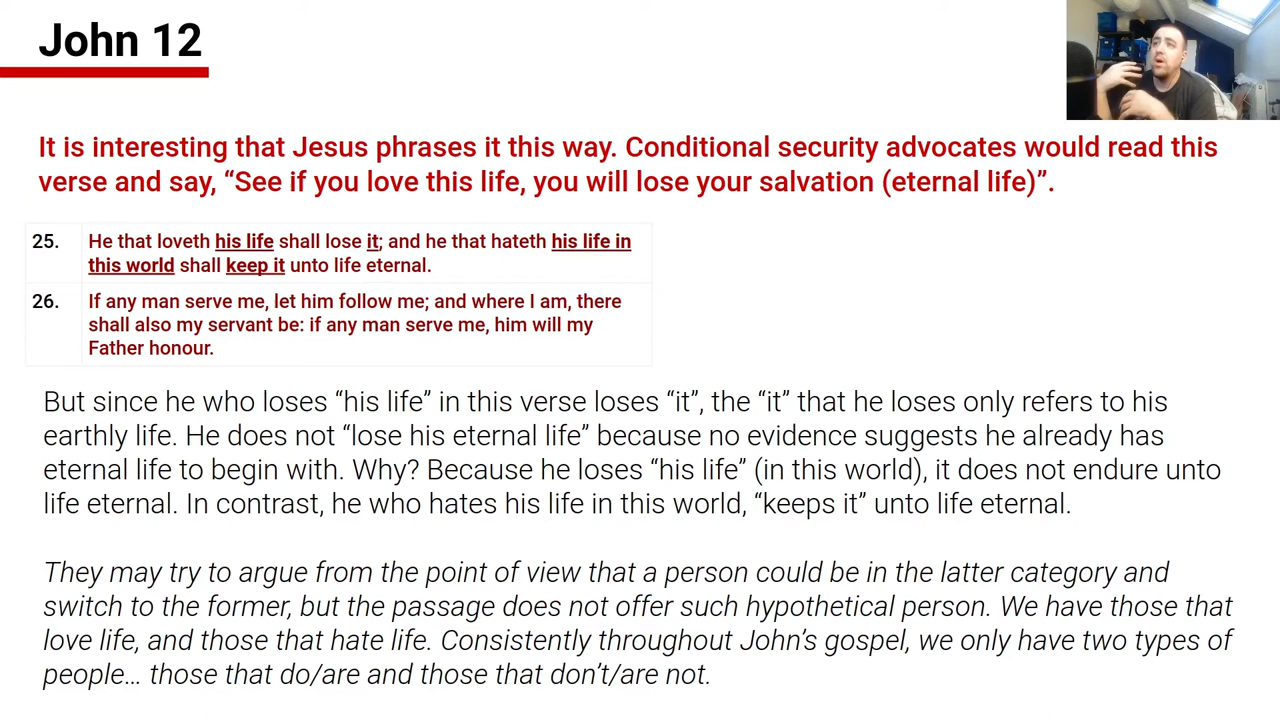 John 12
It is interesting that Jesus phrases it this way. Conditional security advocates would read this
verse and say, “See if you love this life, you will lose your salvation (eternal life)”.
25. He that loveth his life shall lose it; and he that hateth his life in
this world shall keep it unto life eternal.
26. If any man serve me, let him follow me; and where I am, there
shall also my servant be: if any man serve me, him will my
Father honour.
But since he who loses “his life” in this verse loses “it”, the “it” that he loses only refers to his
earthly life. He does not “lose his eternal life” because no evidence suggests he already has
eternal life to begin with. Why? Because he loses “his life” (in this world), it does not endure unto
life eternal. In contrast, he who hates his life in this world, “keeps it” unto life eternal.
They may try to argue from the point of view that a person could be in the latter category and
switch to the former, but the passage does not offer such hypothetical person. We have those that
love life, and those that hate life. Consistently throughout John’s gospel, we only have two types of
people… those that do/are and those that don’t/are not.